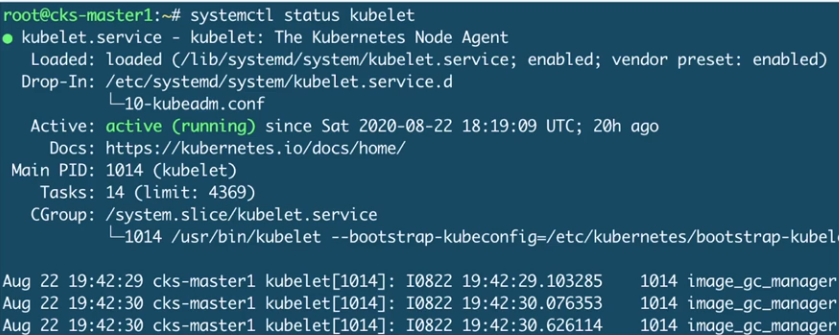 root@cks-master1:~# systemctl status kubelet
● kubelet.service - kubelet: The Kubernetes Node Agent
   Loaded: loaded (/lib/systemd/system/kubelet.service; enabled; vendor preset: enabled)
  Drop-In: /etc/systemd/system/kubelet.service.d
           └─10-kubeadm.conf
   Active: active (running) since Sat 2020-08-22 18:19:09 UTC; 20h ago
     Docs: https://kubernetes.io/docs/home/
 Main PID: 1014 (kubelet)
    Tasks: 14 (limit: 4369)
   CGroup: /system.slice/kubelet.service
           └─1014 /usr/bin/kubelet --bootstrap-kubeconfig=/etc/kubernetes/bootstrap-kubel
Aug 22 19:42:29 cks-master1 kubelet[1014]: I0822 19:42:29.103285    1014 image_gc_manager
Aug 22 19:42:30 cks-master1 kubelet[1014]: I0822 19:42:30.076353    1014 image_gc_manager
Aug 22 19:42:30 cks-master1 kubelet[1014]: I0822 19:42:30.626114    1014 image_gc_manager